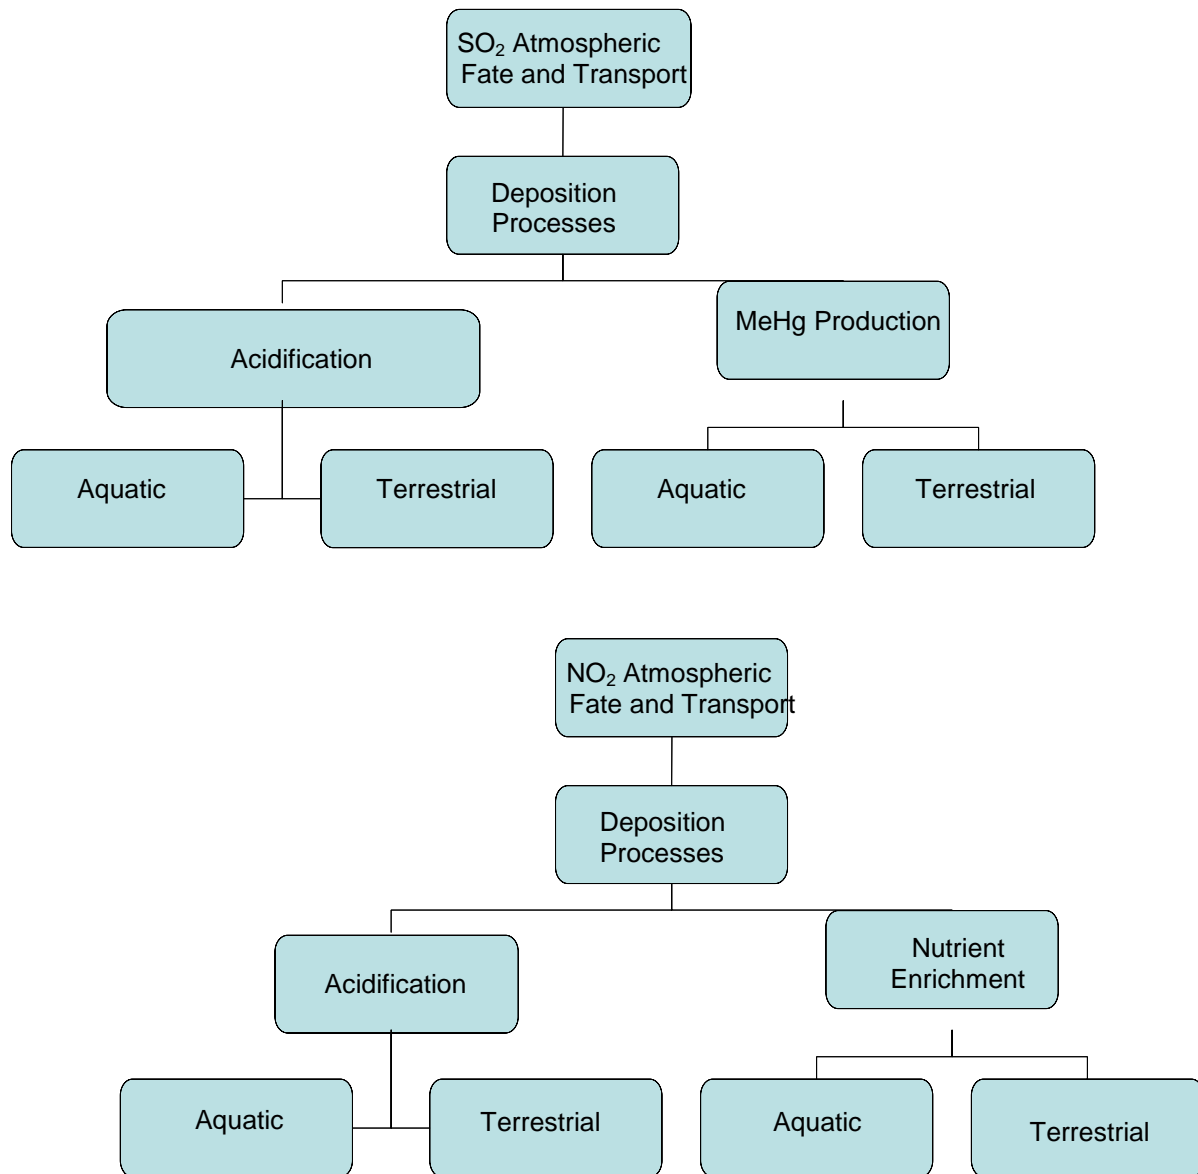 SO₂ Atmospheric
Fate and Transport
Deposition
Processes
Acidification
MeHg Production
Aquatic
Terrestrial
Aquatic
Terrestrial
NO₂ Atmospheric
Fate and Transport
Deposition
Processes
Acidification
Nutrient
Enrichment
Aquatic
Terrestrial
Aquatic
Terrestrial